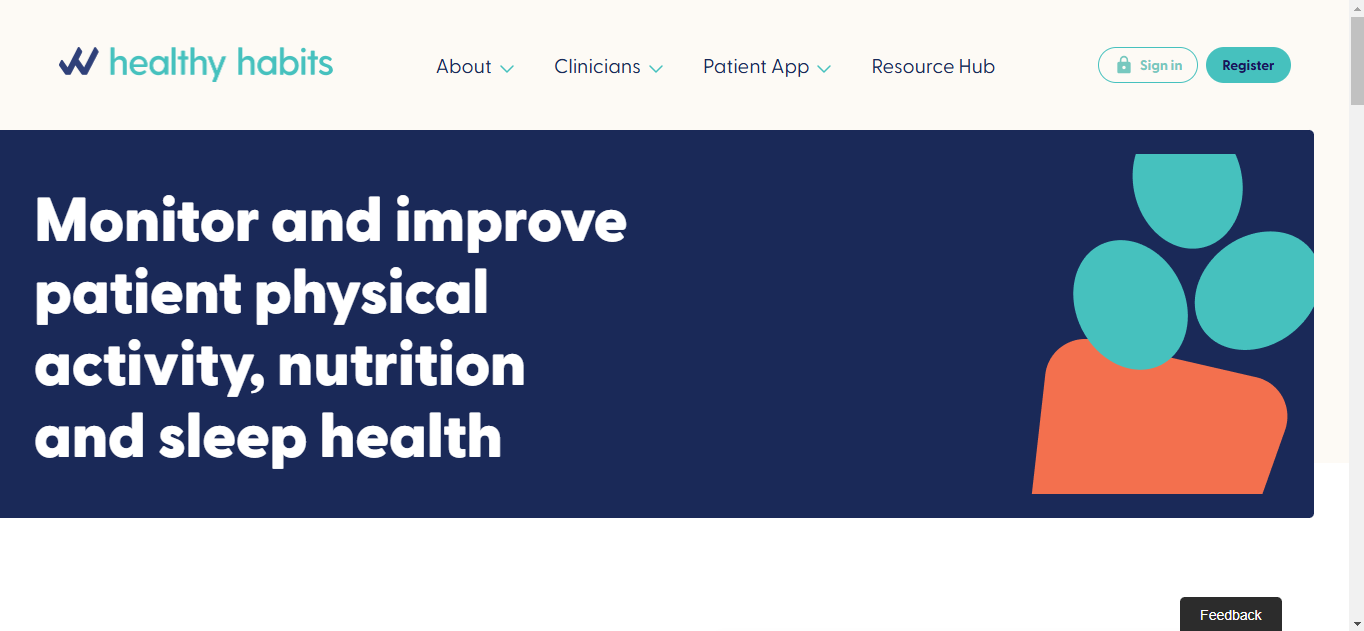 healthy habits
About
Clinicians
Patient App
Resource Hub
Sign in
Register
Monitor and improve
patient physical
activity, nutrition
and sleep health
Feedback